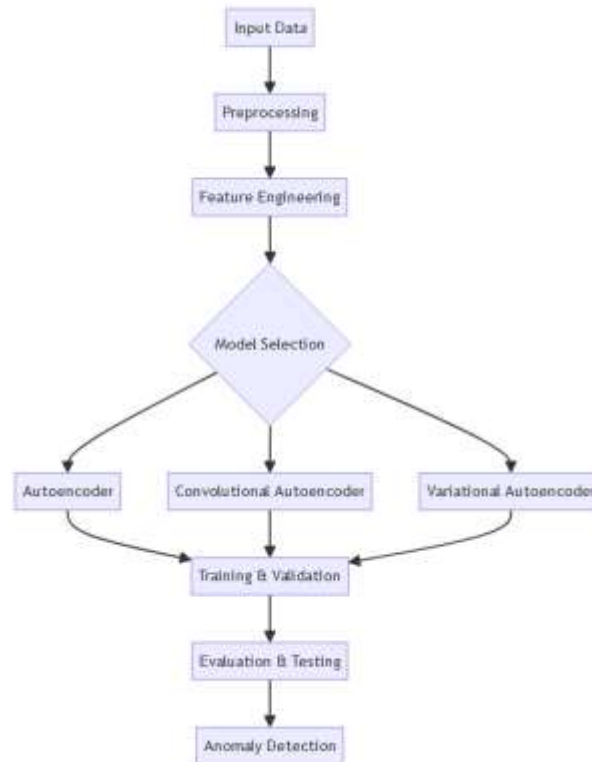 Input Data
Preprocessing
Feature Engineering
Model Selection
Autoencoder
Convolutional Autoencoder
Variational Autoencoder
Training & Validation
Evaluation & Testing
Anomaly Detection